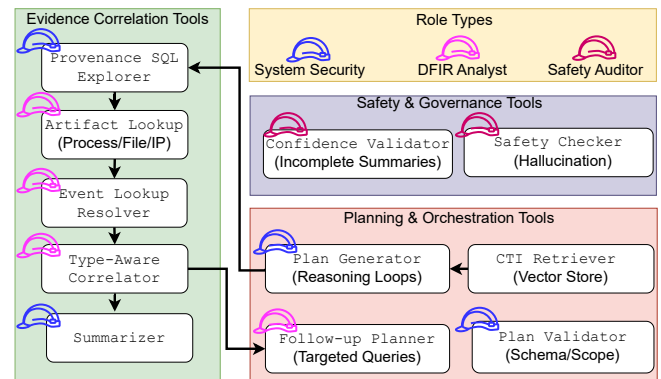 Evidence Correlation Tools
Provenance SQL
Explorer
Artifact Lookup
(Process/File/IP)
Event Lookup
Resolver
Type-Aware
Correlator
Summarizer
Role Types
System Security
DFIR Analyst
Safety Auditor
Safety & Governance Tools
Confidence Validator
(Incomplete Summaries)
Safety Checker
(Hallucination)
Planning & Orchestration Tools
Plan Generator
(Reasoning Loops)
CTI Retriever
(Vector Store)
Follow-up Planner
(Targeted Queries)
Plan Validator
(Schema/Scope)